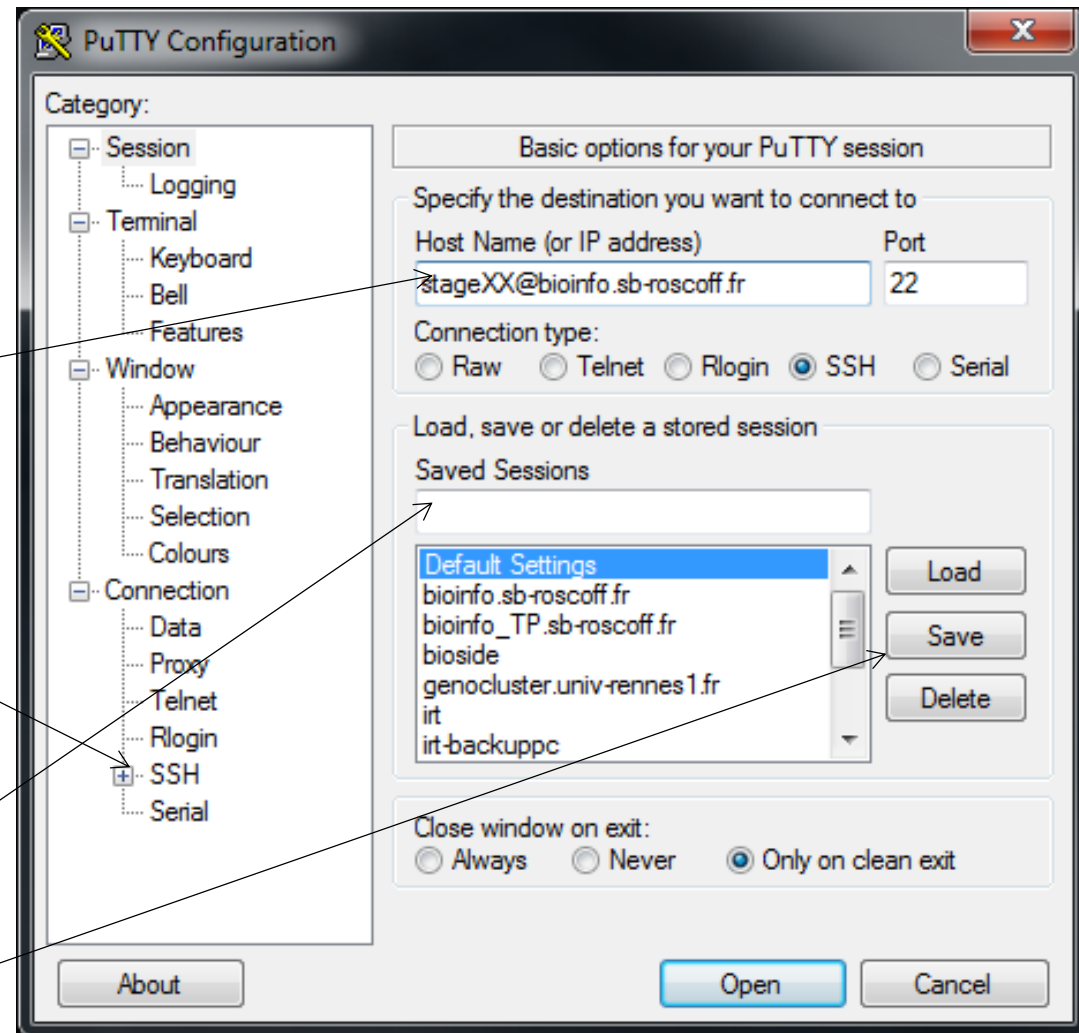 PuTTY Configuration
Category:
Session
Logging
Terminal
Keyboard
Bell
Features
Window
Appearance
Behaviour
Translation
Selection
Colours
Connection
Data
Proxy
Telnet
Rlogin
SSH
Serial
Basic options for your PuTTY session
Specify the destination you want to connect to
Host Name (or IP address) Port
stageXX@bioinfo.sb-roscoff.fr 22
Connection type:
Raw Telnet Rlogin SSH Serial
Load, save or delete a stored session
Saved Sessions
Default Settings
bioinfo.sb-roscoff.fr
bioinfo_TP.sb-roscoff.fr
bioside
genocluster.univ-rennes1.fr
irt
irt-backuppc
Load
Save
Delete
Close window on exit:
Always Never Only on clean exit
About Open Cancel